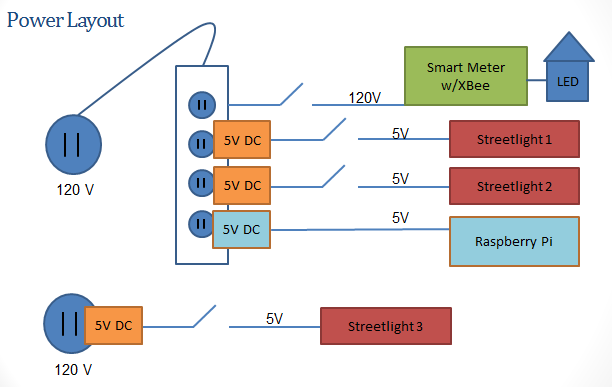 Power Layout
Smart Meter
w/XBee
LED
120V
5V DC
5V
Streetlight 1
120 V
5V DC
5V
Streetlight 2
5V DC
5V
Raspberry Pi
5V DC
5V
Streetlight 3
120 V